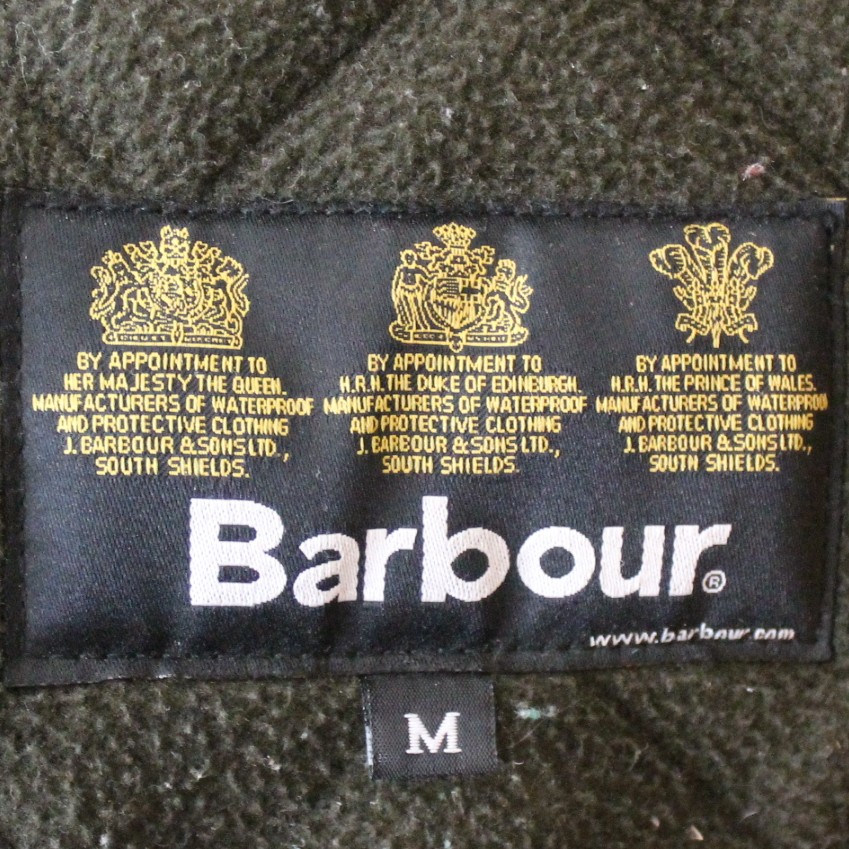 BY APPOINTMENT TO
HER MAJESTY THE QUEEN.
MANUFACTURERS OF WATERPROOF
AND PROTECTIVE CLOTHING
J. BARBOUR & SONS LTD.,
SOUTH SHIELDS.
BY APPOINTMENT TO
H.R.H. THE DUKE OF EDINBURGH.
MANUFACTURERS OF WATERPROOF
AND PROTECTIVE CLOTHING
J. BARBOUR & SONS LTD.,
SOUTH SHIELDS.
BY APPOINTMENT TO
H.R.H. THE PRINCE OF WALES.
MANUFACTURERS OF WATERPROO
AND PROTECTIVE CLOTHING
J. BARBOUR & SONS LTD.,
SOUTH SHIELDS.
Barbour®
www.barbour.com
M